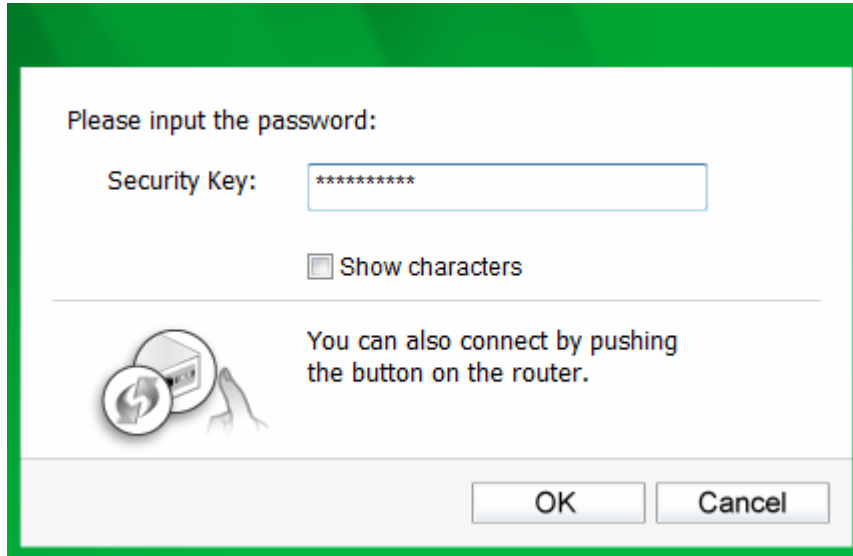 Please input the password:
Security Key: **********
Show characters
You can also connect by pushing
the button on the router.
OK Cancel